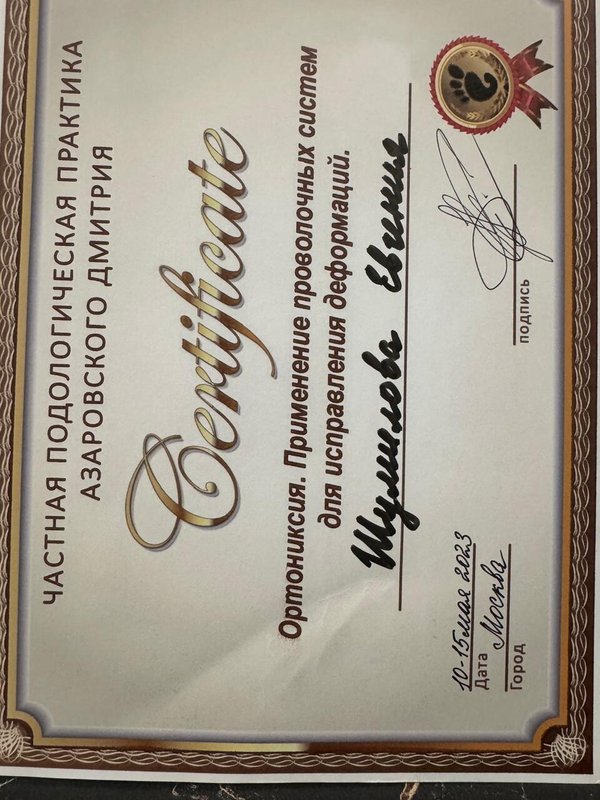 ЧАСТНАЯ ПОДОЛОГИЧЕСКАЯ ПРАКТИКА
АЗАРОВСКОГО ДМИТРИЯ
Certificate
Ортониксия. Применение проволочных систем
для исправления деформаций.
Шумилова Евгения
10-15 мая 2023
Дата
Москва
Город
подпись